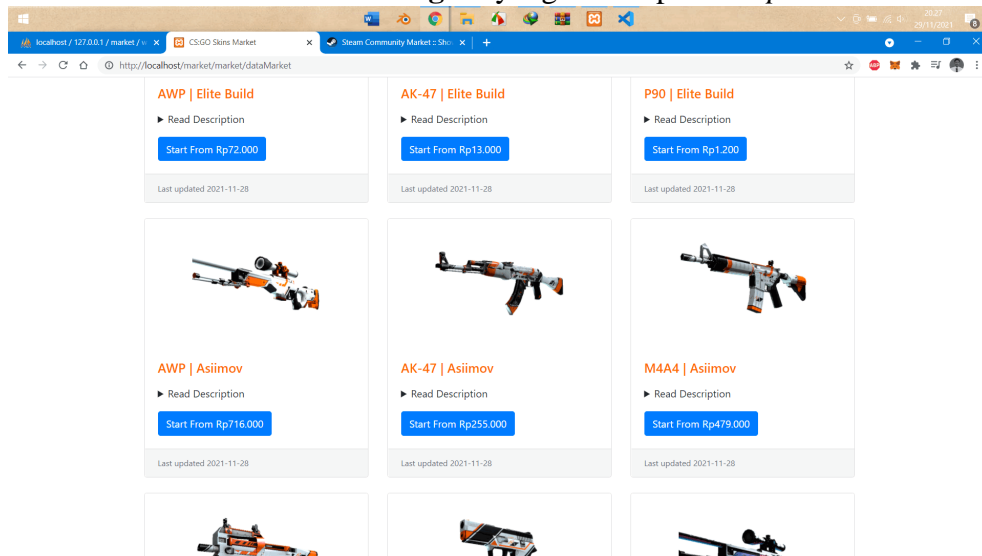 20.27
29/11/2021
8
localhost / 127.0.0.1 / market / v
CS:GO Skins Market
Steam Community Market :: Sho
http://localhost/market/market/dataMarket
ABP
AWP | Elite Build
AK-47 | Elite Build
P90 | Elite Build
Read Description
Read Description
Read Description
Start From Rp72.000
Start From Rp13.000
Start From Rp1.200
Last updated 2021-11-28
Last updated 2021-11-28
Last updated 2021-11-28
AWP | Asiimov
AK-47 | Asiimov
M4A4 | Asiimov
Read Description
Read Description
Read Description
Start From Rp716.000
Start From Rp255.000
Start From Rp479.000
Last updated 2021-11-28
Last updated 2021-11-28
Last updated 2021-11-28